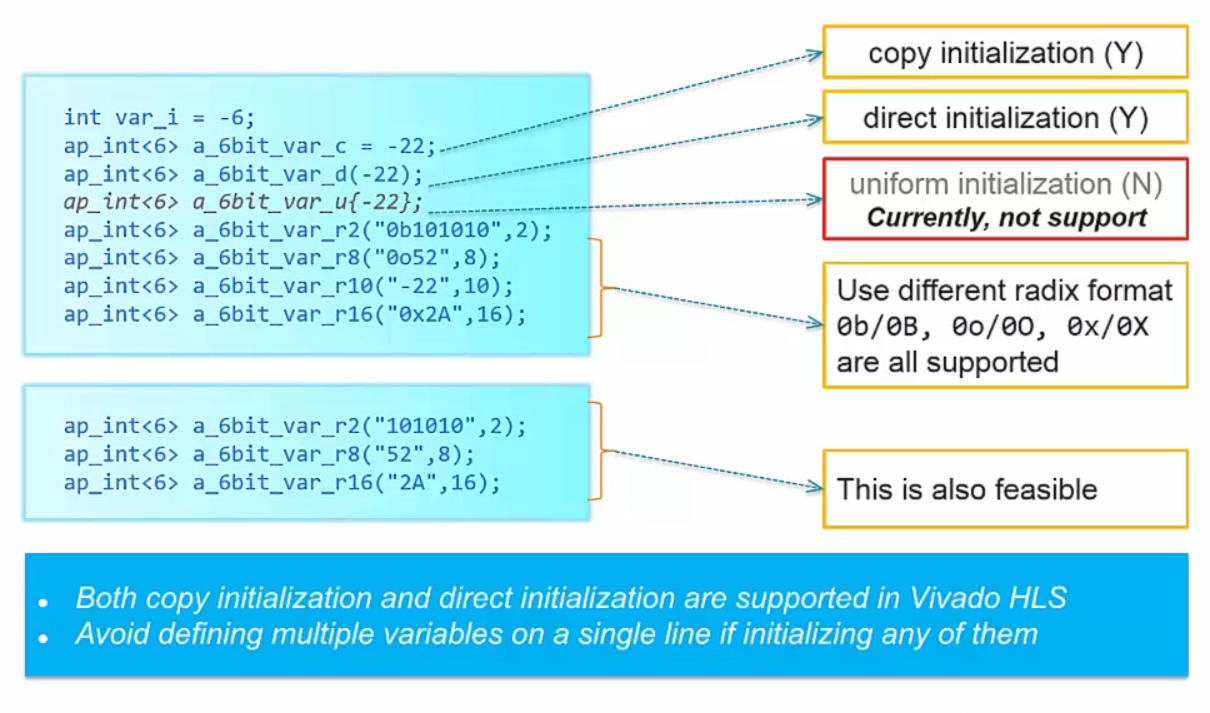 int var_i = -6;
ap_int<6> a_6bit_var_c = -22;
ap_int<6> a_6bit_var_d(-22);
ap_int<6> a_6bit_var_u{-22};
ap_int<6> a_6bit_var_r2("0b101010",2);
ap_int<6> a_6bit_var_r8("0o52",8);
ap_int<6> a_6bit_var_r10("-22",10);
ap_int<6> a_6bit_var_r16("0x2A",16);
copy initialization (Y)
direct initialization (Y)
uniform initialization (N)
Currently, not support
Use different radix format
0b/0B, 0o/0O, 0x/0X
are all supported
ap_int<6> a_6bit_var_r2("101010",2);
ap_int<6> a_6bit_var_r8("52",8);
ap_int<6> a_6bit_var_r16("2A",16);
This is also feasible
• Both copy initialization and direct initialization are supported in Vivado HLS
• Avoid defining multiple variables on a single line if initializing any of them